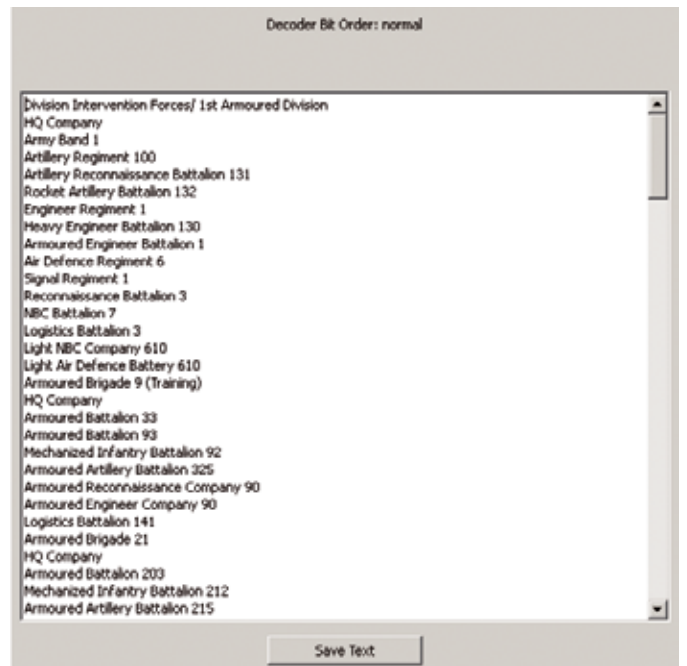 Decoder Bit Order: normal
Division Intervention Forces/ 1st Armoured Division
HQ Company
Army Band 1
Artillery Regiment 100
Artillery Reconnaissance Battalion 131
Rocket Artillery Battalion 132
Engineer Regiment 1
Heavy Engineer Battalion 130
Armoured Engineer Battalion 1
Air Defence Regiment 6
Signal Regiment 1
Reconnaissance Battalion 3
NBC Battalion 7
Logistics Battalion 3
Light NBC Company 610
Light Air Defence Battery 610
Armoured Brigade 9 (Training)
HQ Company
Armoured Battalion 33
Armoured Battalion 93
Mechanized Infantry Battalion 92
Armoured Artillery Battalion 325
Armoured Reconnaissance Company 90
Armoured Engineer Company 90
Logistics Battalion 141
Armoured Brigade 21
HQ Company
Armoured Battalion 203
Mechanized Infantry Battalion 212
Armoured Artillery Battalion 215
Save Text